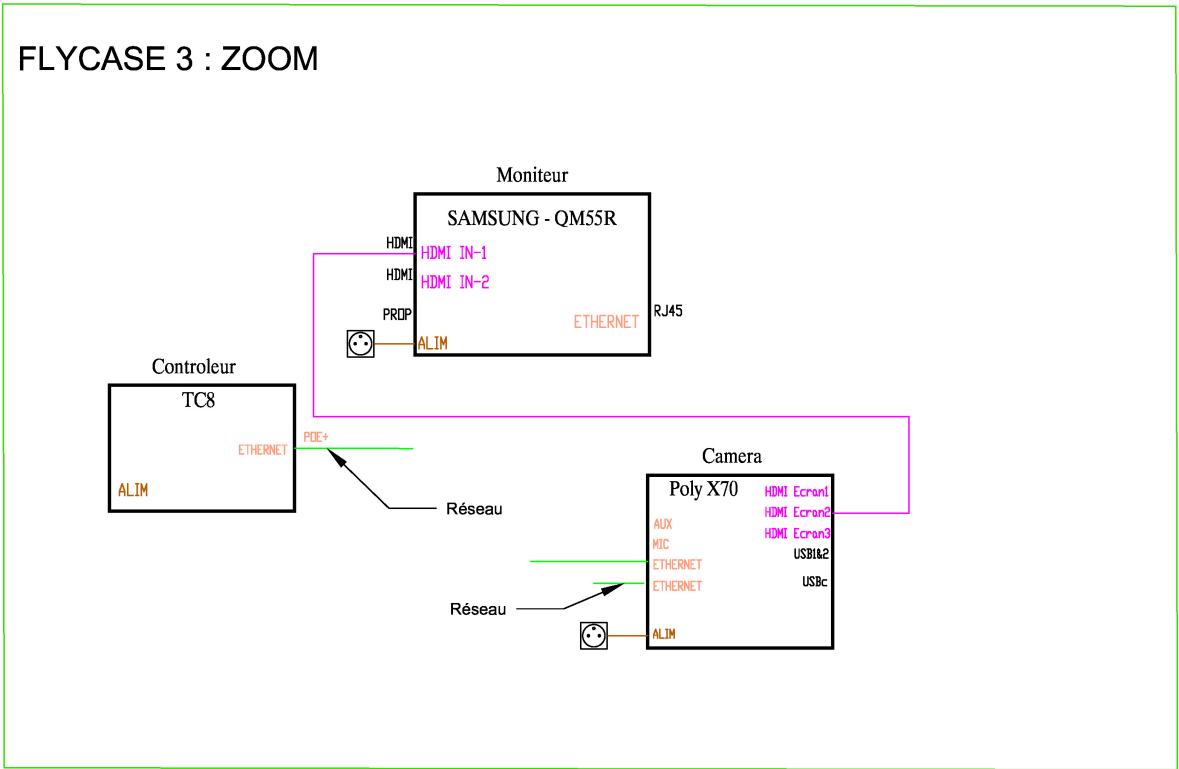 FLYCASE 3 : ZOOM
Moniteur
SAMSUNG - QM55R
HDMI
HDMI IN-1
HDMI
HDMI IN-2
PROP
RJ45
ETHERNET
ALIM
Controleur
TC8
POE+
ETHERNET
ALIM
Réseau
Camera
Poly X70
HDMI Ecran1
HDMI Ecran2
HDMI Ecran3
AUX
MIC
USB1&2
ETHERNET
USBc
ETHERNET
Réseau
ALIM